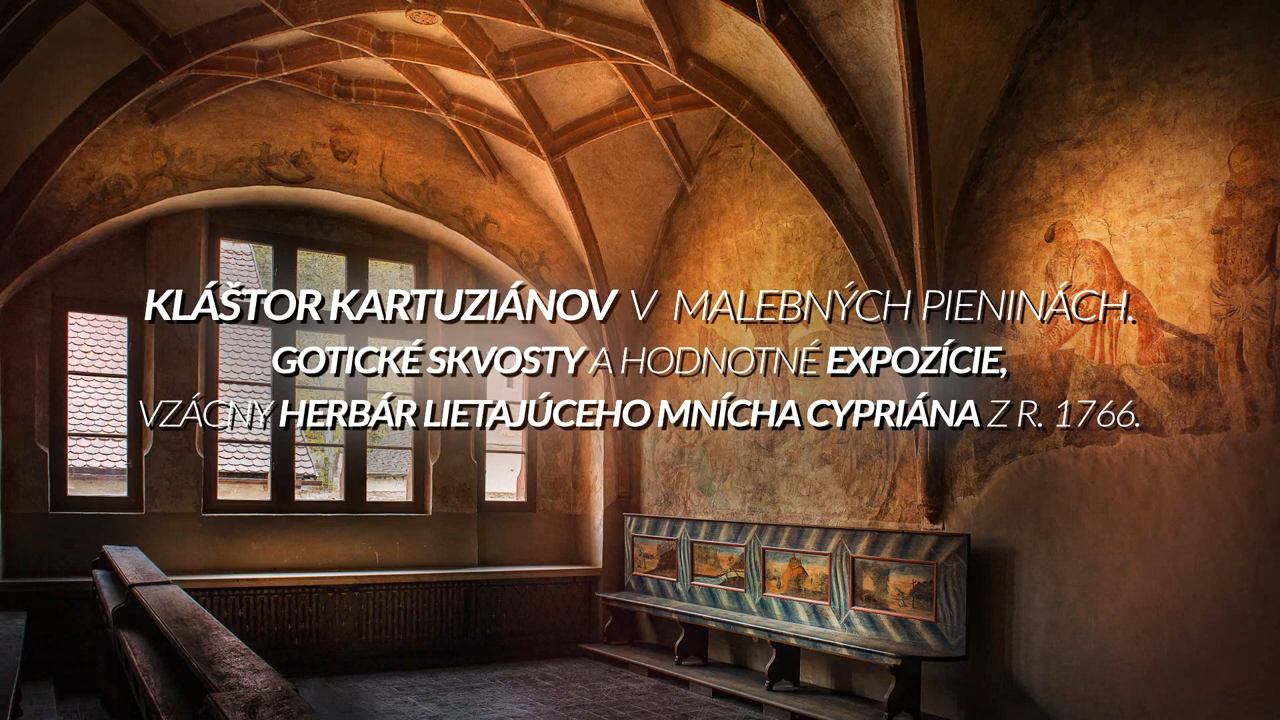 KLÁŠTOR KARTUZIÁNOV V MALEBNÝCH PIENINÁCH.
GOTICKÉ SKVOSTY A HODNOTNÉ EXPOZÍCIE,
VZÁCNY HERBÁR LIETAJÚCEHO MNÍCHA CYPRIÁNA Z R. 1766.